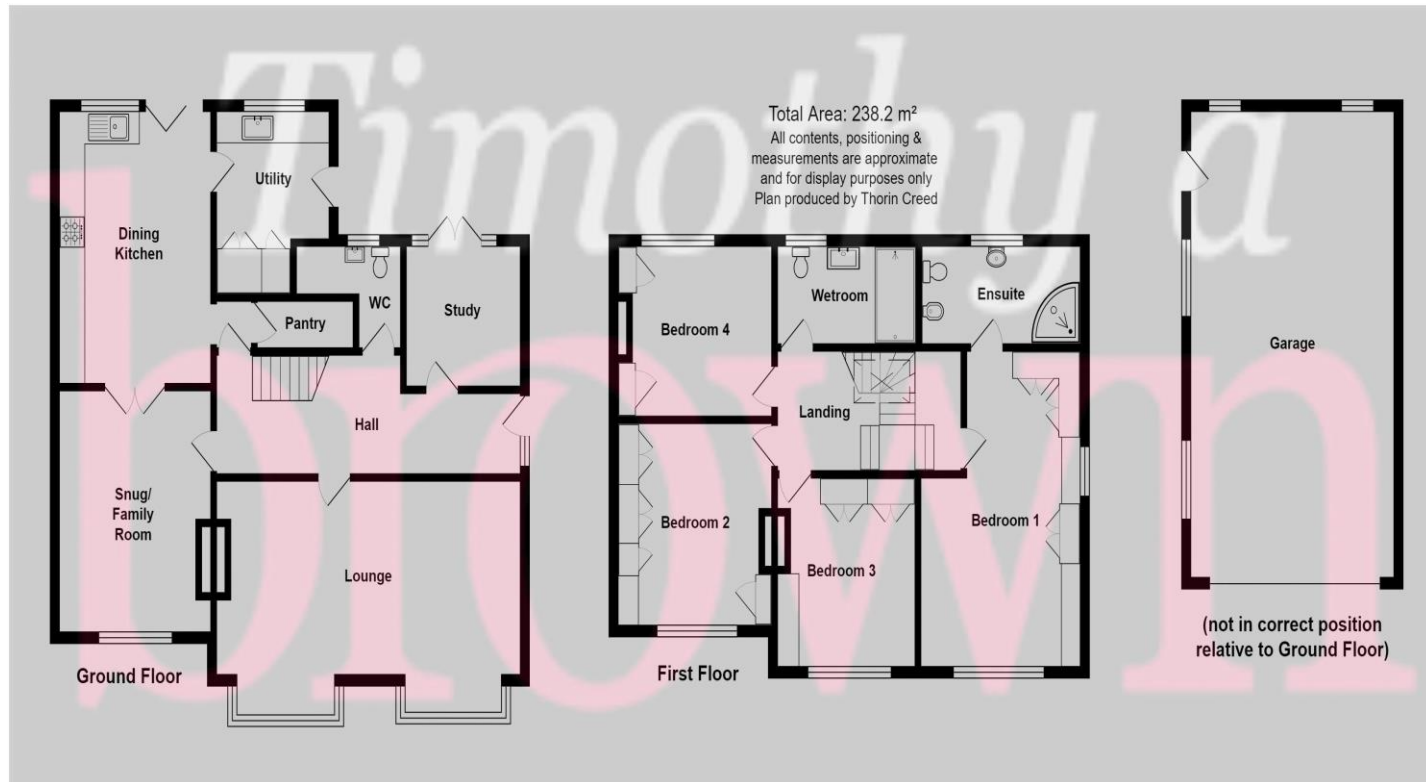 Timothy a
brown
Total Area: 238.2 m²
All contents, positioning &
measurements are approximate
and for display purposes only
Plan produced by Thorin Creed
Utility
Dining
Kitchen
WC
Study
Pantry
Hall
Snug/
Family
Room
Lounge
Ground Floor
Wetroom
Ensuite
Bedroom 4
Landing
Bedroom 2
Bedroom 1
Bedroom 3
First Floor
Garage
(not in correct position
relative to Ground Floor)